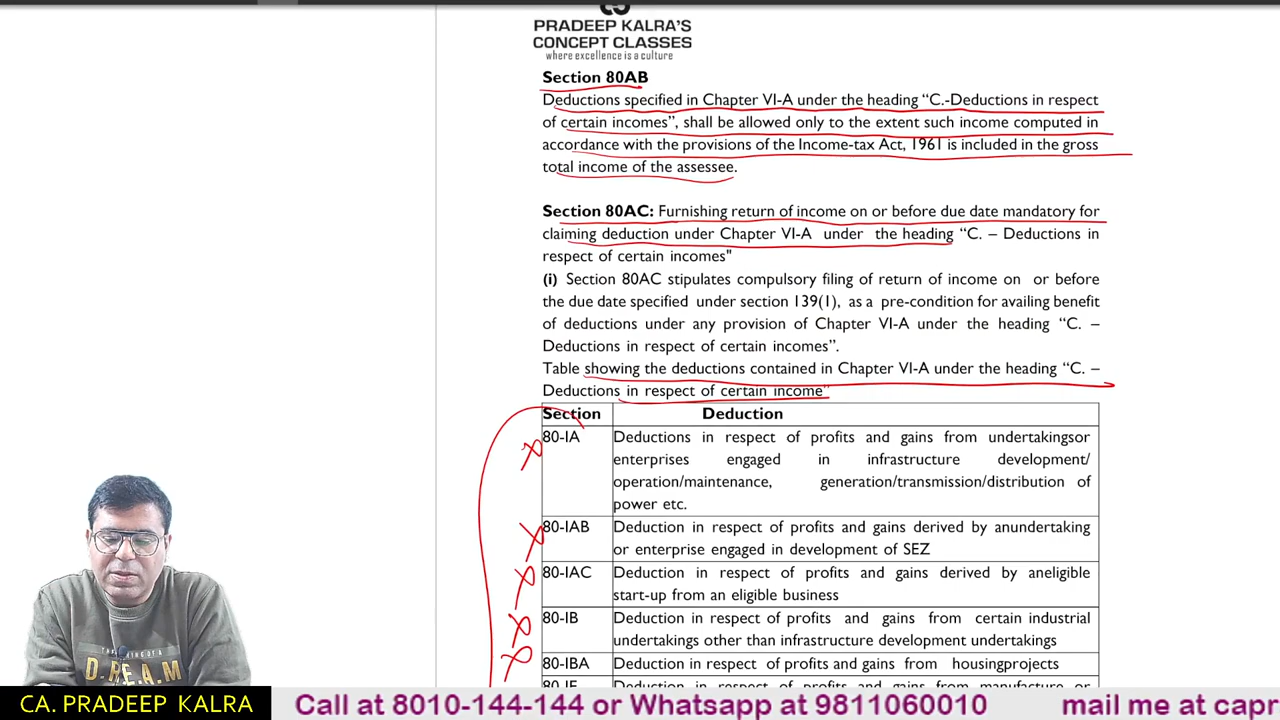 PRADEEP KALRA'S
CONCEPT CLASSES
where excellence is a culture
Section 80AB
Deductions specified in Chapter VI-A under the heading “C.-Deductions in respect
of certain incomes”, shall be allowed only to the extent such income computed in
accordance with the provisions of the Income-tax Act, 1961 is included in the gross
total income of the assessee.
Section 80AC: Furnishing return of income on or before due date mandatory for
claiming deduction under Chapter VI-A under the heading “C. – Deductions in
respect of certain incomes"
(i) Section 80AC stipulates compulsory filing of return of income on or before
the due date specified under section 139(1), as a pre-condition for availing benefit
of deductions under any provision of Chapter VI-A under the heading “C. –
Deductions in respect of certain incomes”.
Table showing the deductions contained in Chapter VI-A under the heading “C. –
Deductions in respect of certain income”
Section Deduction
80-IA Deductions in respect of profits and gains from undertakingsor
enterprises engaged in infrastructure development/
operation/maintenance, generation/transmission/distribution of
power etc.
80-IAB Deduction in respect of profits and gains derived by anundertaking
or enterprise engaged in development of SEZ
80-IAC Deduction in respect of profits and gains derived by aneligible
start-up from an eligible business
80-IB Deduction in respect of profits and gains from certain industrial
undertakings other than infrastructure development undertakings
80-IBA Deduction in respect of profits and gains from housingprojects
80-IE Deduction in respect of profits and gains from manufacture or
D.R.E.A.M
CA. PRADEEP KALRA
Call at 8010-144-144 or Whatsapp at 9811060010 mail me at capr